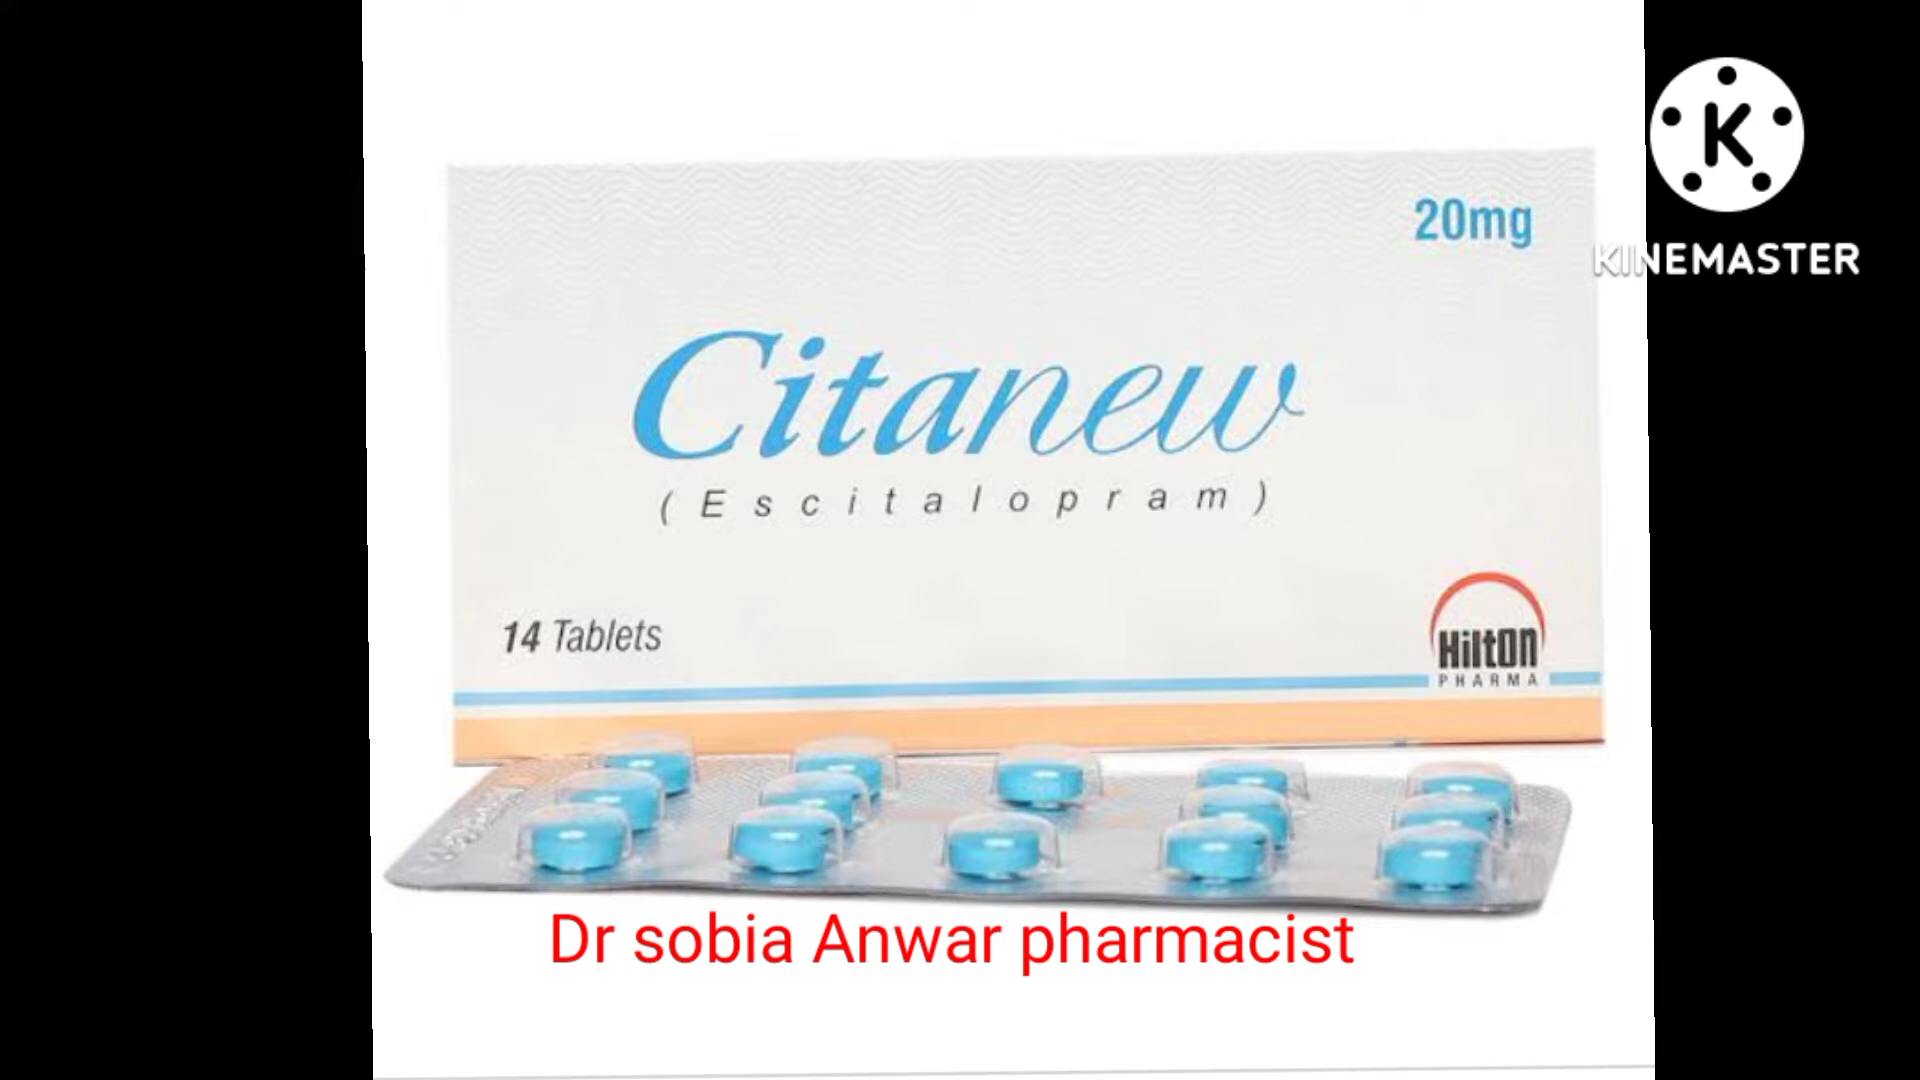 20mg
K
KINEMASTER
Citanew
(Escitalopram)
14 Tablets
HiltOn
PHARMA
Dr sobia Anwar pharmacist